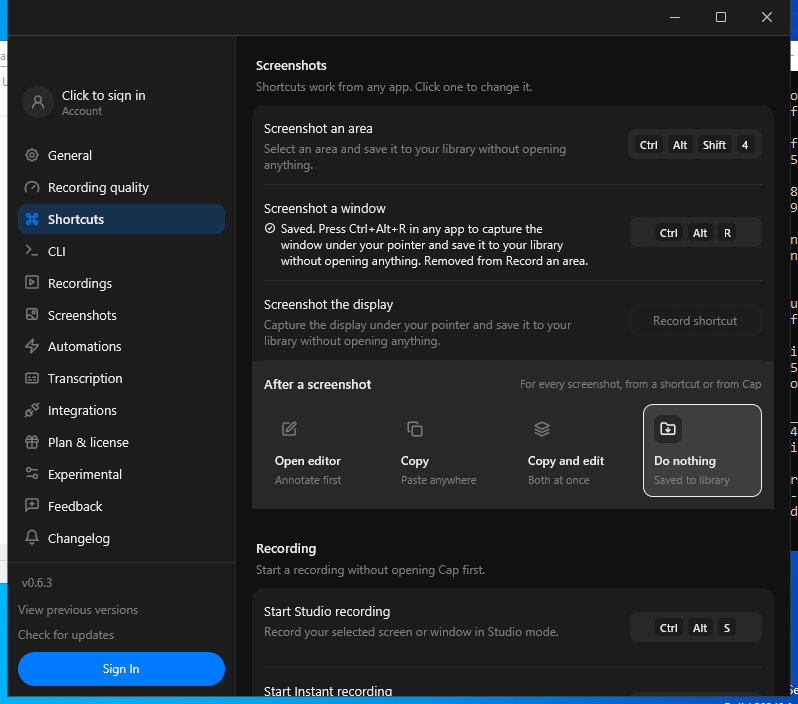 Click to sign in
Account
General
Recording quality
Shortcuts
CLI
Recordings
Screenshots
Automations
Transcription
Integrations
Plan & license
Experimental
Feedback
Changelog
v0.6.3
View previous versions
Check for updates
Sign In
Screenshots
Shortcuts work from any app. Click one to change it.
Screenshot an area
Select an area and save it to your library without opening
anything.
Ctrl Alt Shift 4
Screenshot a window
Saved. Press Ctrl+Alt+R in any app to capture the
window under your pointer and save it to your library
without opening anything. Removed from Record an area.
Ctrl Alt R
Screenshot the display
Capture the display under your pointer and save it to your
library without opening anything.
Record shortcut
After a screenshot
For every screenshot, from a shortcut or from Cap
Open editor
Annotate first
Copy
Paste anywhere
Copy and edit
Both at once
Do nothing
Saved to library
Recording
Start a recording without opening Cap first.
Start Studio recording
Record your selected screen or window in Studio mode.
Ctrl Alt S
Start Instant recording